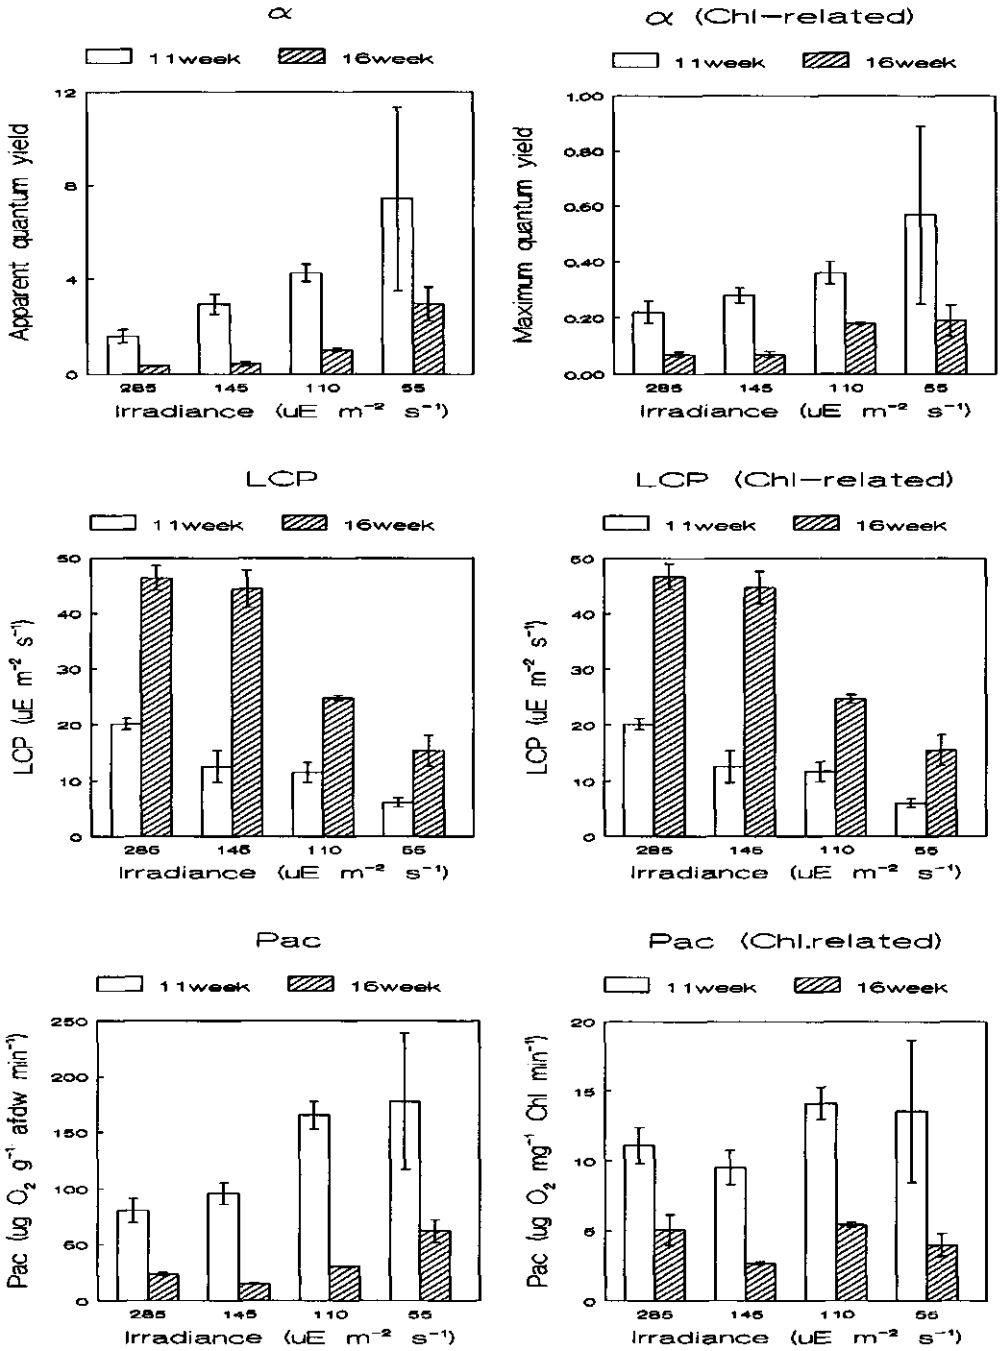 α
11week 16week
Apparent quantum yield
12
8
4
0
285 145 110 55
Irradiance (uE m⁻² s⁻¹)
α (Chl-related)
11week 16week
Maximum quantum yield
1.00
0.80
0.60
0.40
0.20
0.00
285 145 110 55
Irradiance (uE m⁻² s⁻¹)
LCP
11week 16week
LCP (uE m⁻² s⁻¹)
50
40
30
20
10
0
285 145 110 55
Irradiance (uE m⁻² s⁻¹)
LCP (Chl-related)
11week 16week
LCP (uE m⁻² s⁻¹)
50
40
30
20
10
0
285 145 110 55
Irradiance (uE m⁻² s⁻¹)
Pac
11week 16week
Pac (ug O₂ g⁻¹ afdw min⁻¹)
250
200
150
100
50
0
285 145 110 55
Irradiance (uE m⁻² s⁻¹)
Pac (Chl.related)
11week 16week
Pac (ug O₂ mg⁻¹ Chl min⁻¹)
20
15
10
5
0
285 145 110 55
Irradiance (uE m⁻² s⁻¹)